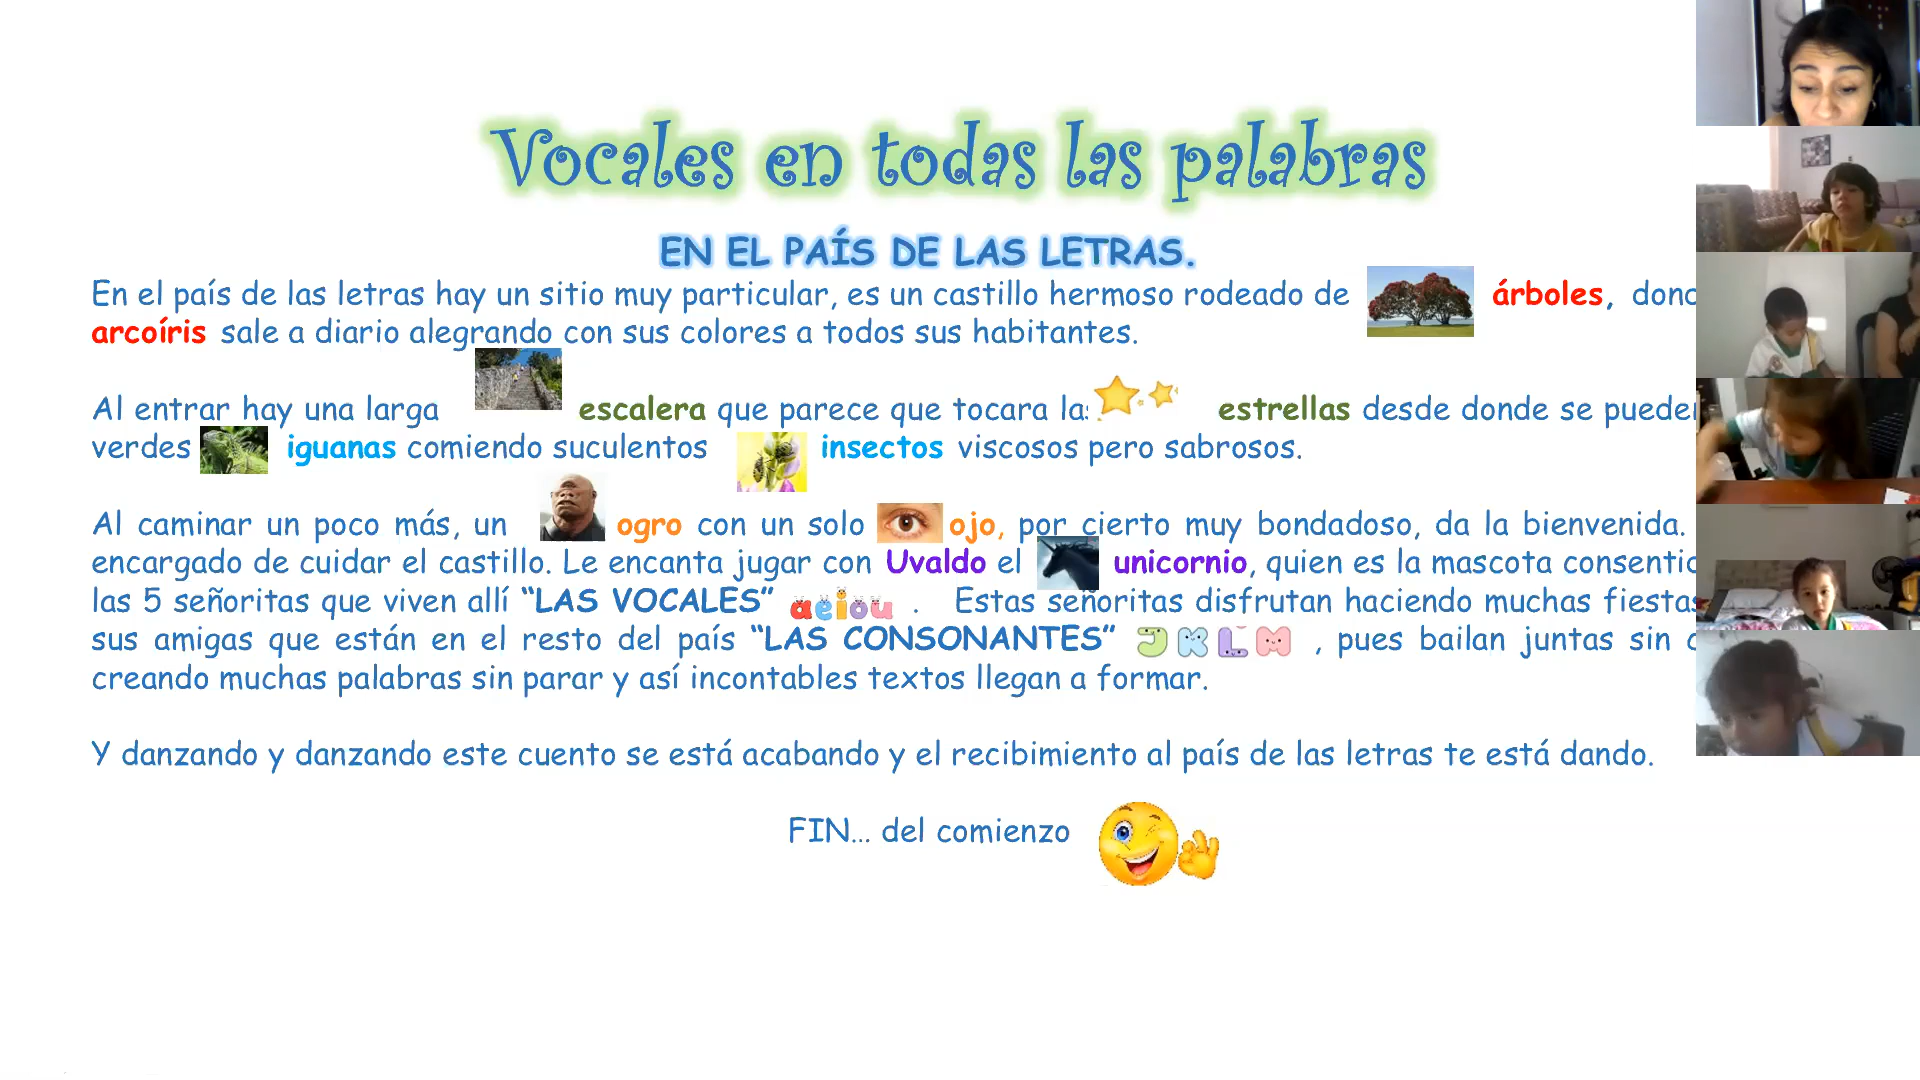 Vocales en todas las palabras
EN EL PAÍS DE LAS LETRAS.
En el país de las letras hay un sitio muy particular, es un castillo hermoso rodeado de árboles,
arcoíris sale a diario alegrando con sus colores a todos sus habitantes.
Al entrar hay una larga escalera que parece que tocara las estrellas desde donde se pueden
verdes iguanas comiendo suculentos insectos viscosos pero sabrosos.
Al caminar un poco más, un ogro con un solo ojo, por cierto muy bondadoso, da la bienvenida.
encargado de cuidar el castillo. Le encanta jugar con Uvaldo el unicornio, quien es la mascota
las 5 señoritas que viven allí “LAS VOCALES” aeiou . Estas señoritas disfrutan haciendo muchas fiestas
sus amigas que están en el resto del país “LAS CONSONANTES” J K L M , pues bailan juntas sin
creando muchas palabras sin parar y así incontables textos llegan a formar.
Y danzando y danzando este cuento se está acabando y el recibimiento al país de las letras te está dando.
FIN... del comienzo